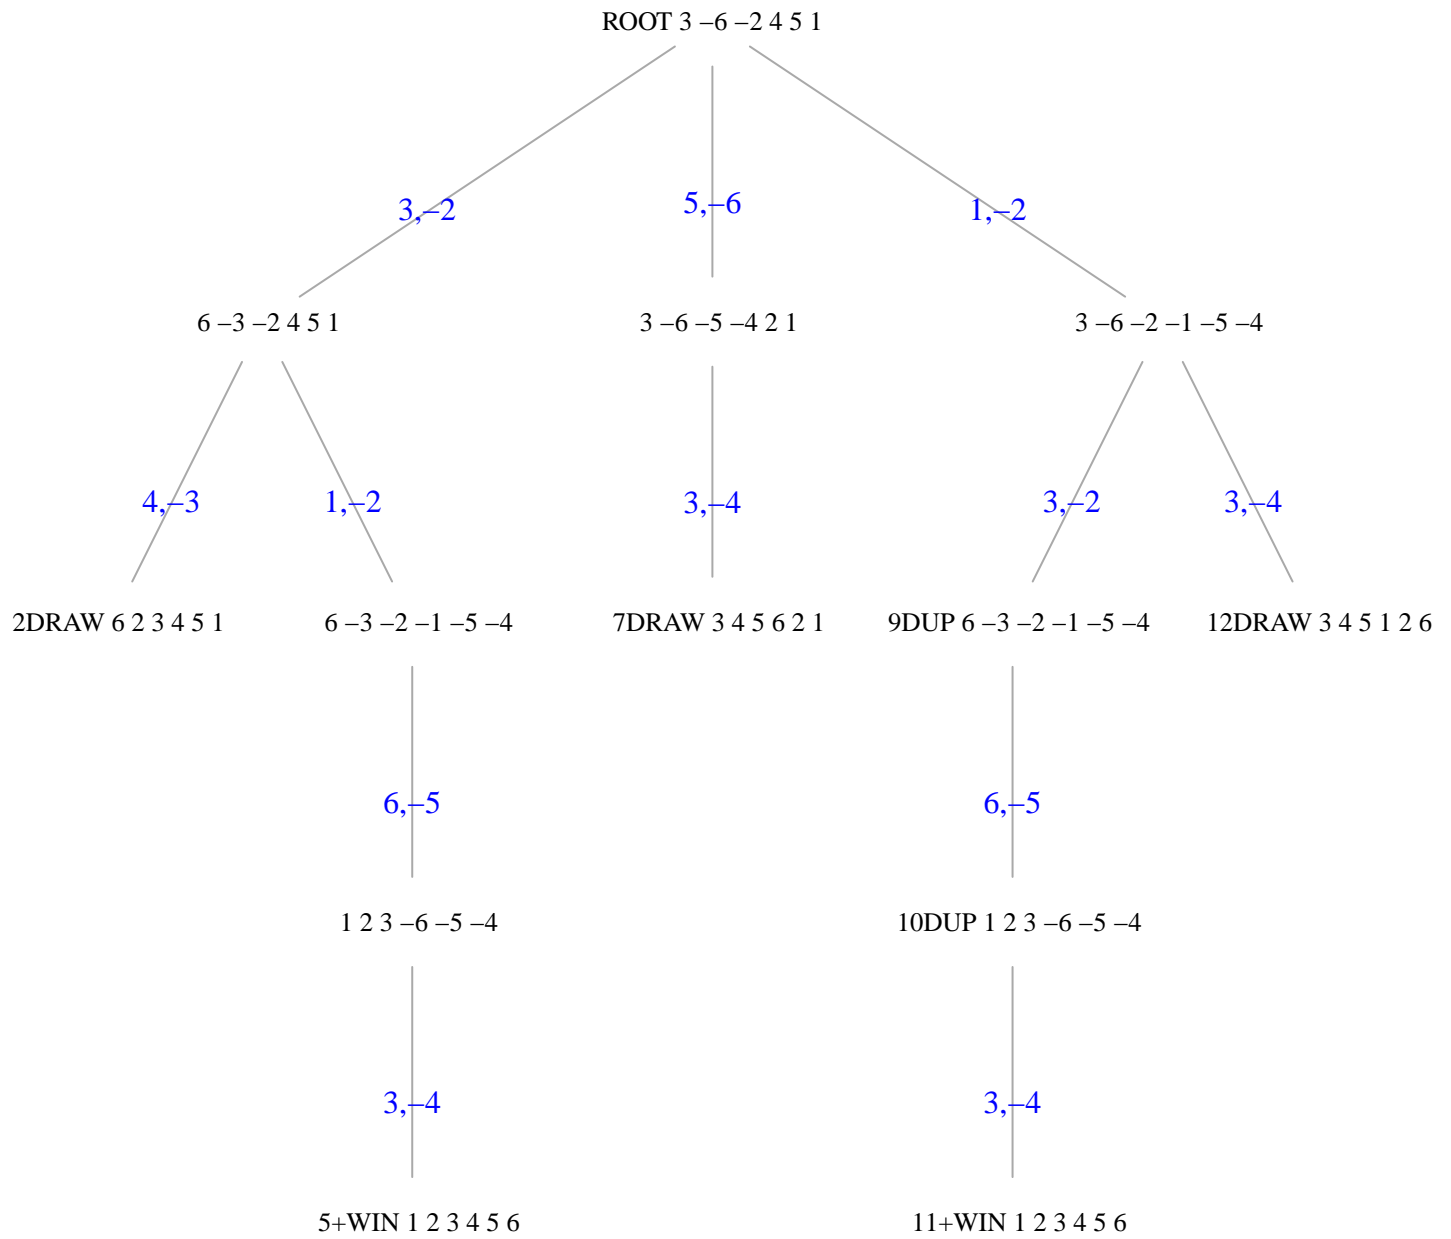 ROOT 3 –6 –2 4 5 1
3,–2
5,–6
1,–2
6 –3 –2 4 5 1
3 –6 –5 –4 2 1
3 –6 –2 –1 –5 –4
4,–3
1,–2
3,–4
3,–2
3,–4
2DRAW 6 2 3 4 5 1
6 –3 –2 –1 –5 –4
7DRAW 3 4 5 6 2 1
9DUP 6 –3 –2 –1 –5 –4
12DRAW 3 4 5 1 2 6
6,–5
6,–5
1 2 3 –6 –5 –4
10DUP 1 2 3 –6 –5 –4
3,–4
3,–4
5+WIN 1 2 3 4 5 6
11+WIN 1 2 3 4 5 6